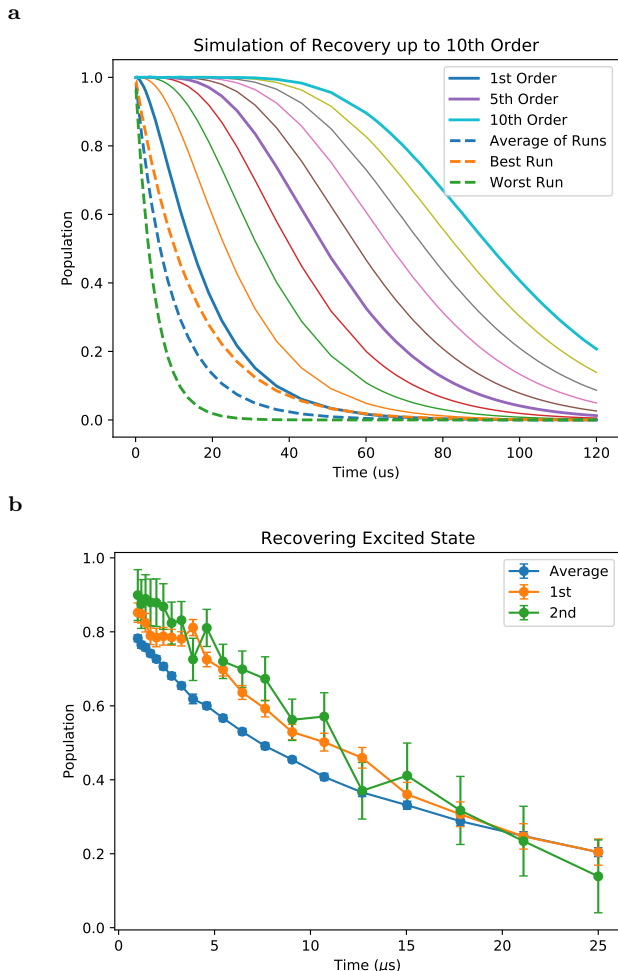 a
Simulation of Recovery up to 10th Order
1.0
0.8
0.6
0.4
0.2
0.0
Population
1st Order
5th Order
10th Order
Average of Runs
Best Run
Worst Run
0 20 40 60 80 100 120
Time (us)
b
Recovering Excited State
1.0
0.8
0.6
0.4
0.2
0.0
Population
Average
1st
2nd
0 5 10 15 20 25
Time (μs)